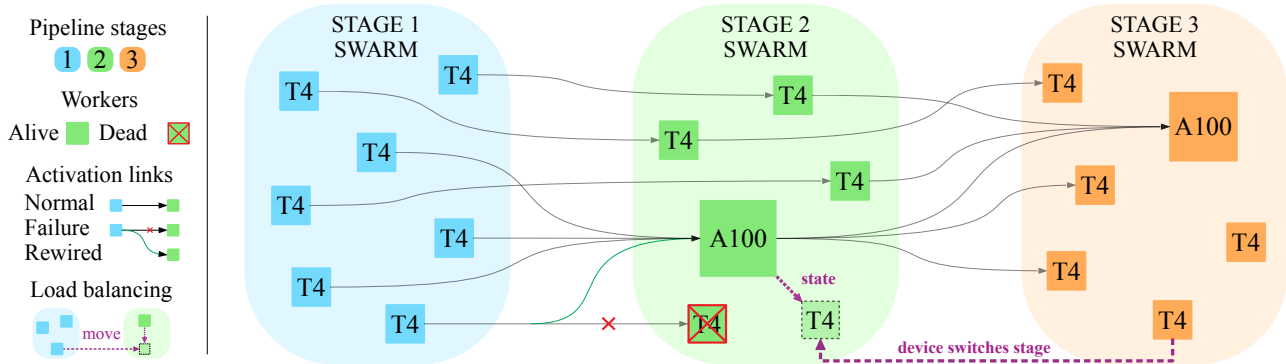 Pipeline stages
1 2 3
Workers
Alive Dead
Activation links
Normal
Failure
Rewired
Load balancing
move
STAGE 1
SWARM
T4
T4
T4
T4
T4
T4
T4
STAGE 2
SWARM
T4
T4
T4
A100
state
T4
T4
device switches stage
STAGE 3
SWARM
T4
A100
T4
T4
T4
T4